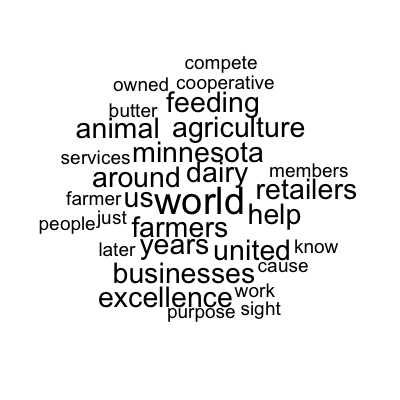 compete
owned cooperative
butter feeding
animal agriculture
services minnesota
around dairy members
farmer us world retailers
people just farmers help
later years united know
businesses cause
excellence work
purpose sight